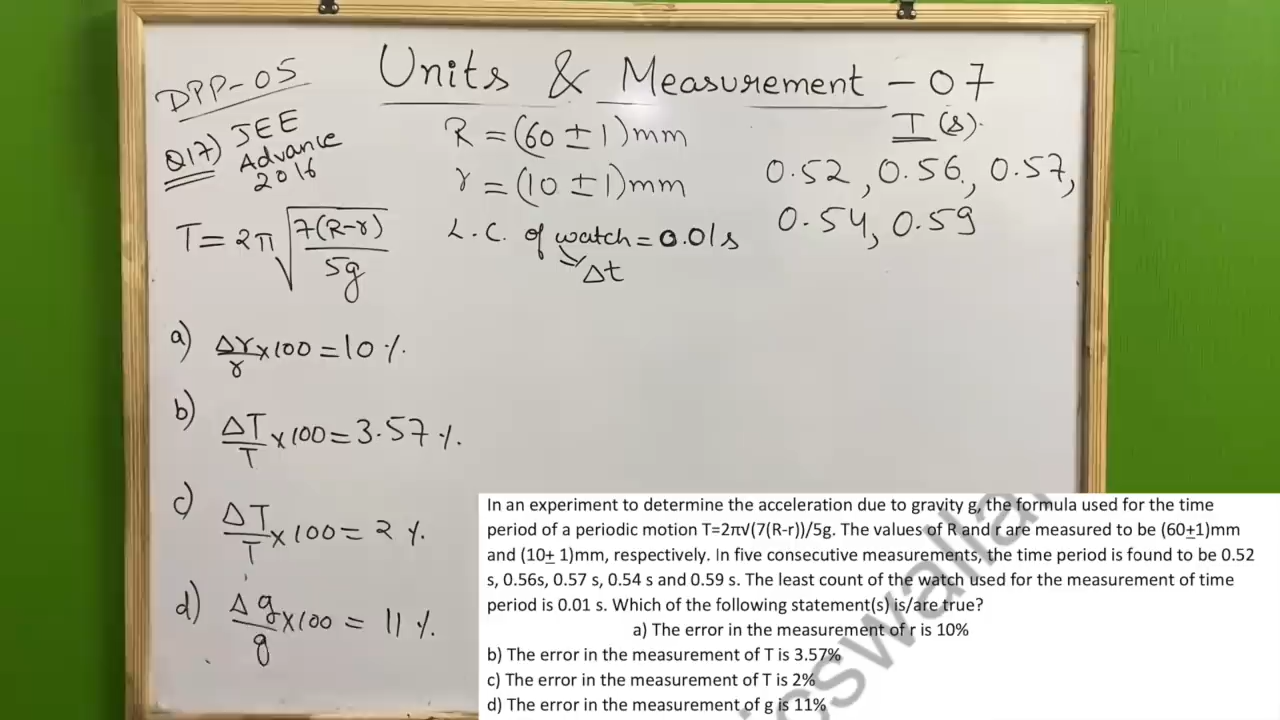 DPP-05
Units & Measurement - 07
Q17) JEE
Advance
2016
R = (60 ± 1) mm
r = (10 ± 1) mm
L.C. of watch = 0.01s
Δt
T (s).
0.52, 0.56, 0.57,
0.54, 0.59
T = 2π √7(R-r)/5g
a) Δr/r × 100 = 10 %.
b) ΔT/T × 100 = 3.57 %.
c) ΔT/T × 100 = 2 %.
d) Δg/g × 100 = 11 %.
In an experiment to determine the acceleration due to gravity g, the formula used for the time
period of a periodic motion T=2π√(7(R-r))/5g. The values of R and r are measured to be (60±1)mm
and (10± 1)mm, respectively. In five consecutive measurements, the time period is found to be 0.52
s, 0.56s, 0.57 s, 0.54 s and 0.59 s. The least count of the watch used for the measurement of time
period is 0.01 s. Which of the following statement(s) is/are true?
a) The error in the measurement of r is 10%
b) The error in the measurement of T is 3.57%
c) The error in the measurement of T is 2%
d) The error in the measurement of g is 11%